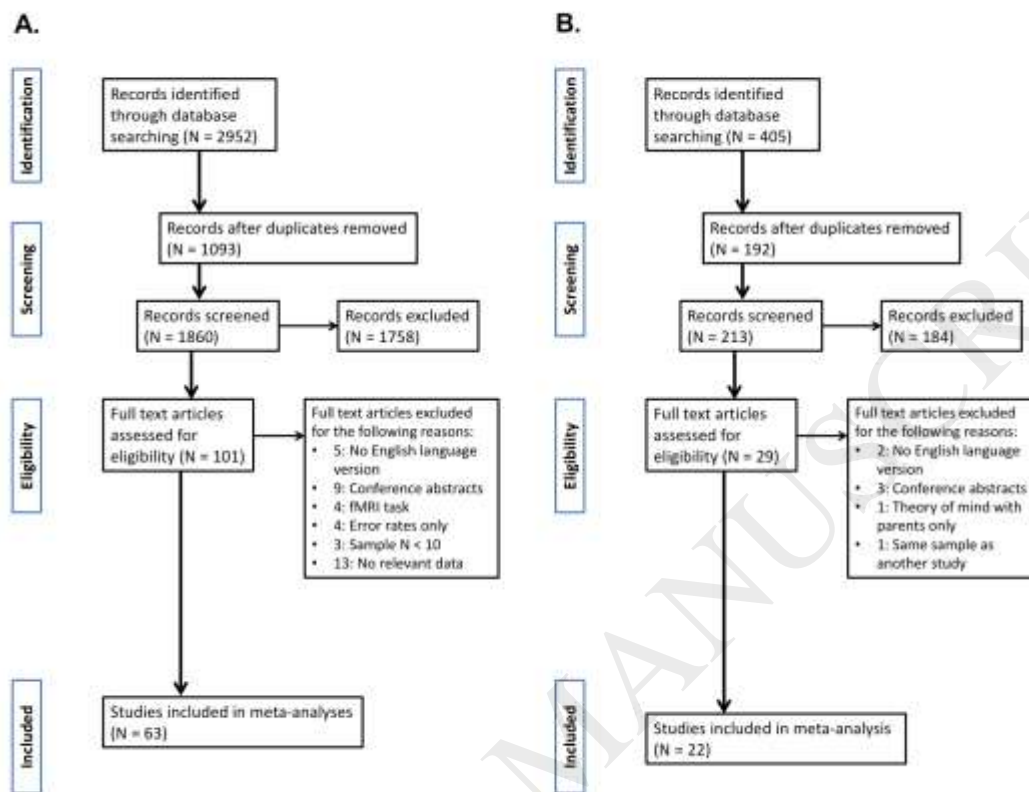 A.
Identification
Records identified
through database
searching (N = 2952)
Screening
Records after duplicates removed
(N = 1093)
Records screened
(N = 1860)
Records excluded
(N = 1758)
Eligibility
Full text articles
assessed for
eligibility (N = 101)
Full text articles excluded
for the following reasons:
• 5: No English language
version
• 9: Conference abstracts
• 4: fMRI task
• 4: Error rates only
• 3: Sample N < 10
• 13: No relevant data
Included
Studies included in meta-analyses
(N = 63)
B.
Identification
Records identified
through database
searching (N = 405)
Screening
Records after duplicates removed
(N = 192)
Records screened
(N = 213)
Records excluded
(N = 184)
Eligibility
Full text articles
assessed for
eligibility (N = 29)
Full text articles excluded
for the following reasons:
• 2: No English language
version
• 3: Conference abstracts
• 1: Theory of mind with
parents only
• 1: Same sample as
another study
Included
Studies included in meta-analysis
(N = 22)
MANUSCRI